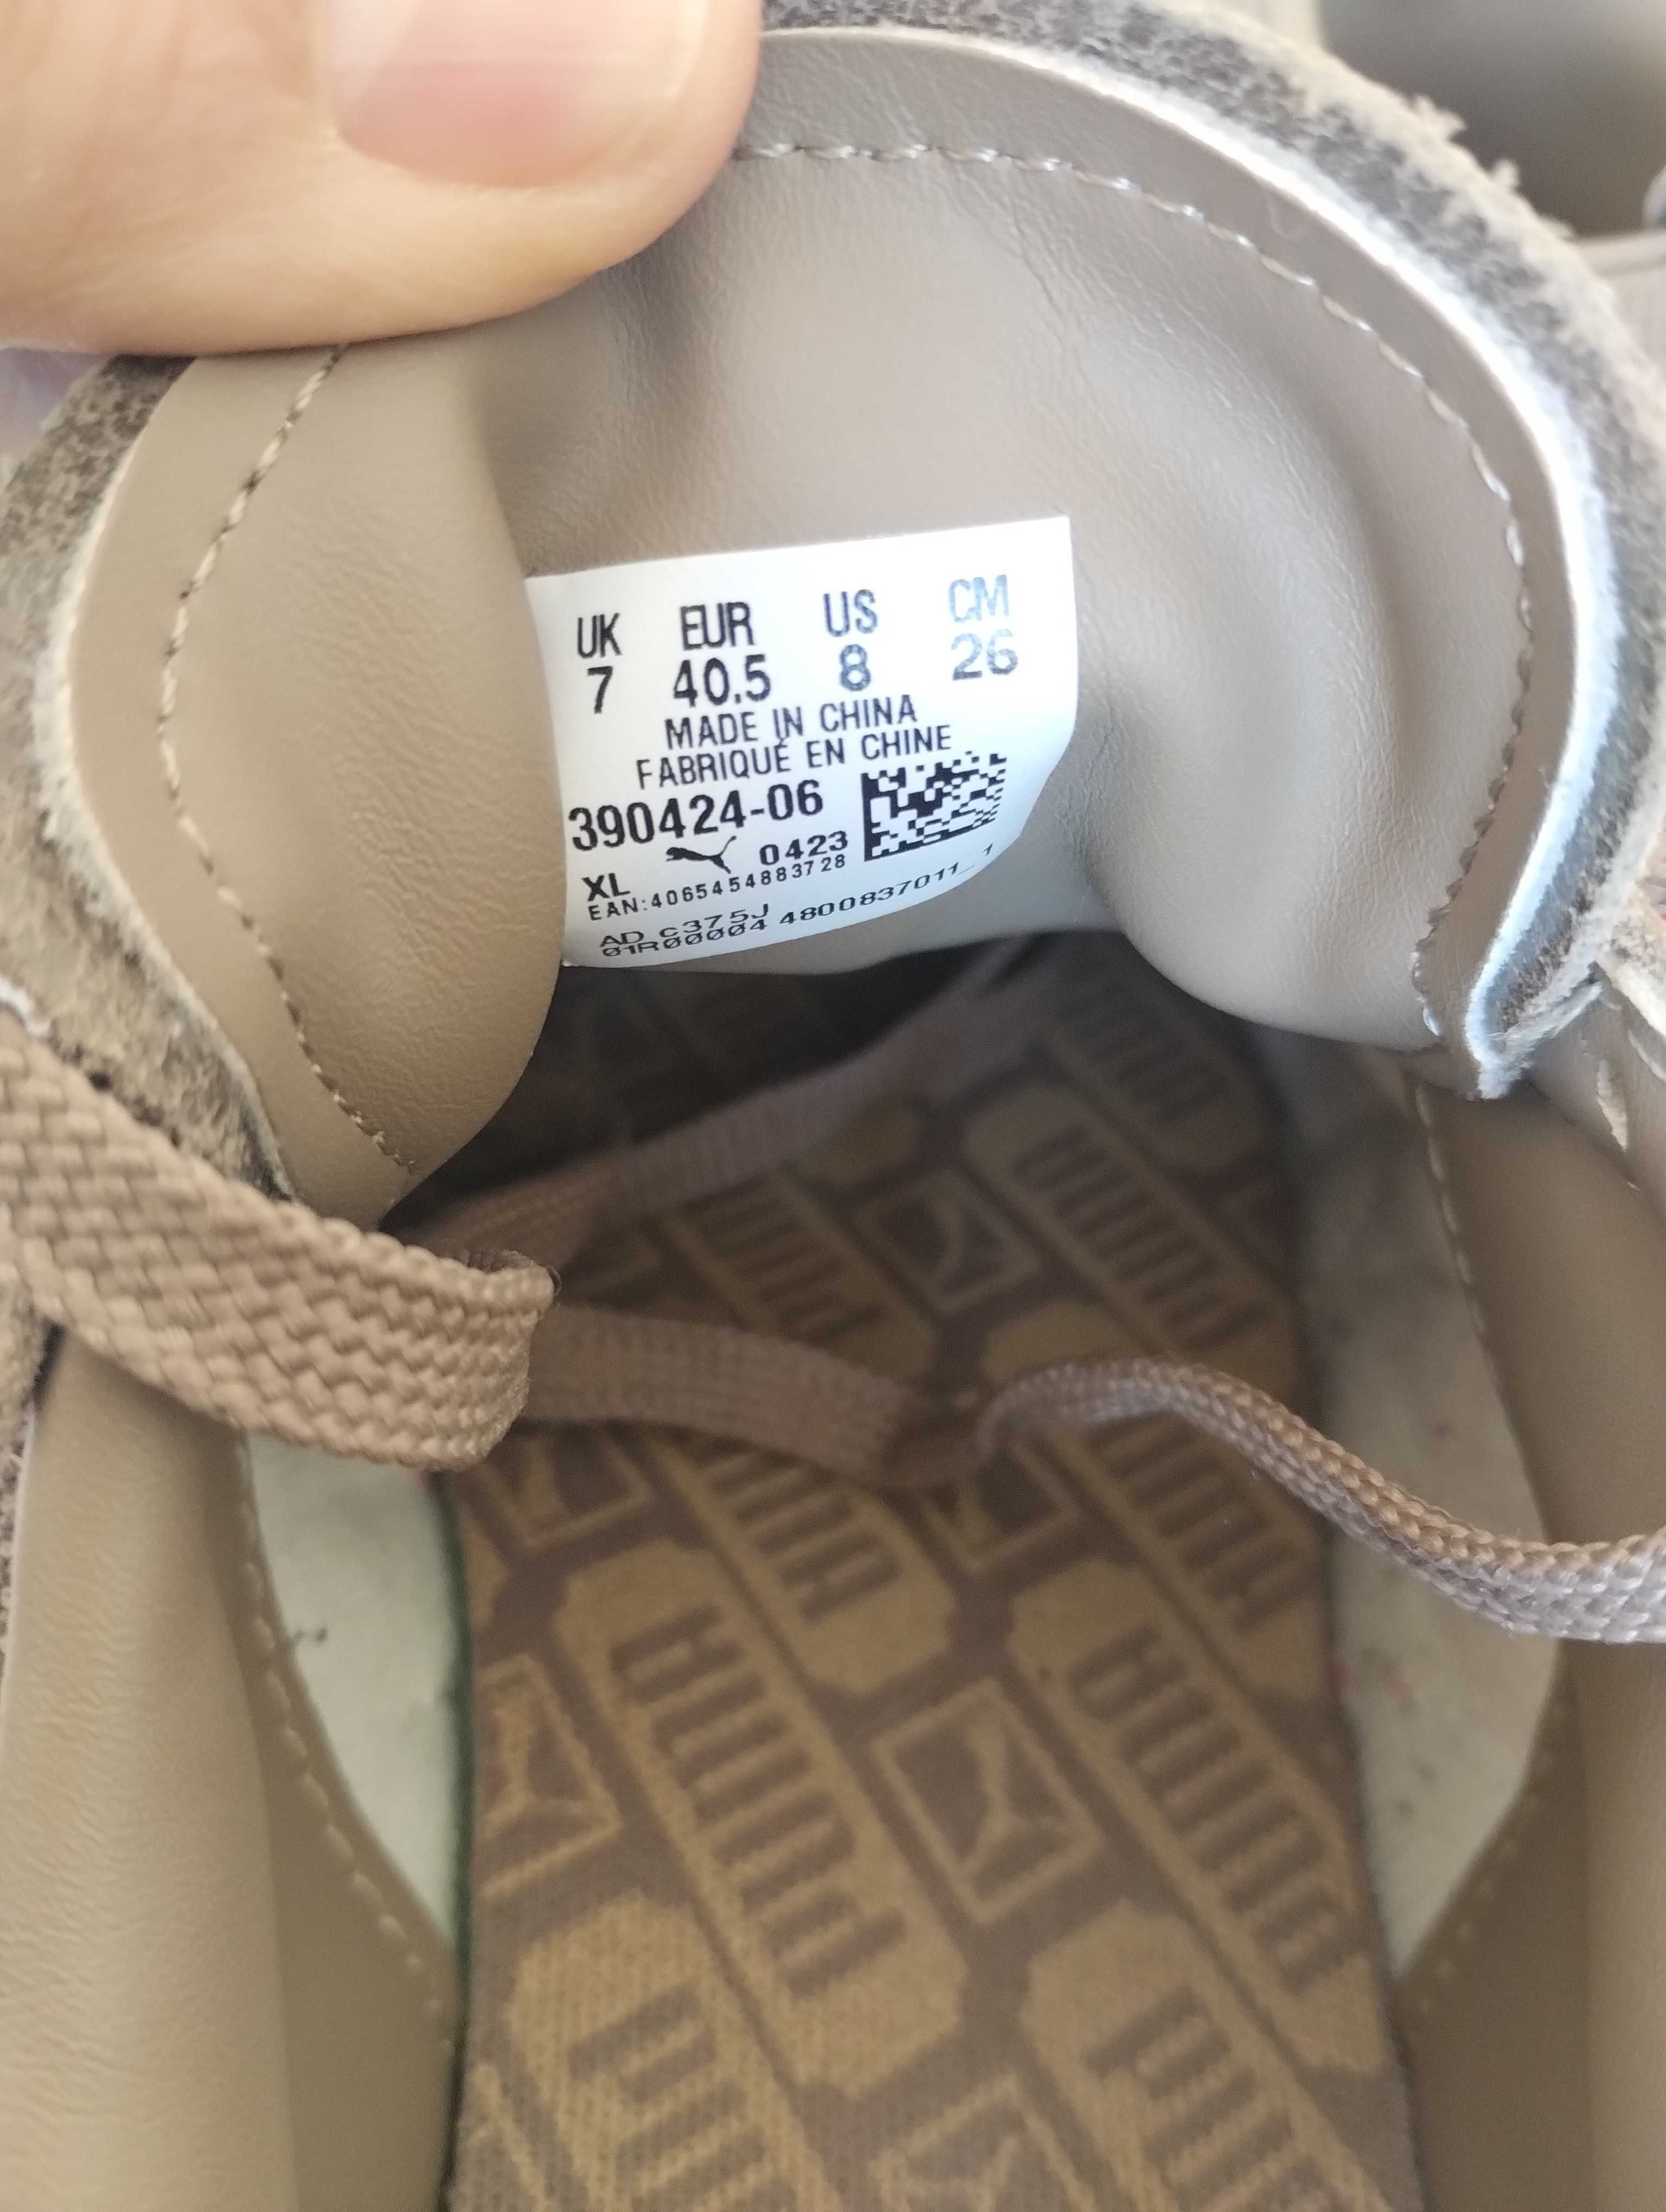 UK EUR US CM
7 40.5 8 26
MADE IN CHINA
FABRIQUÉ EN CHINE
390424-06
XL 0423
EAN:4065454883728
AD C375J
01R00004 4800837011_1